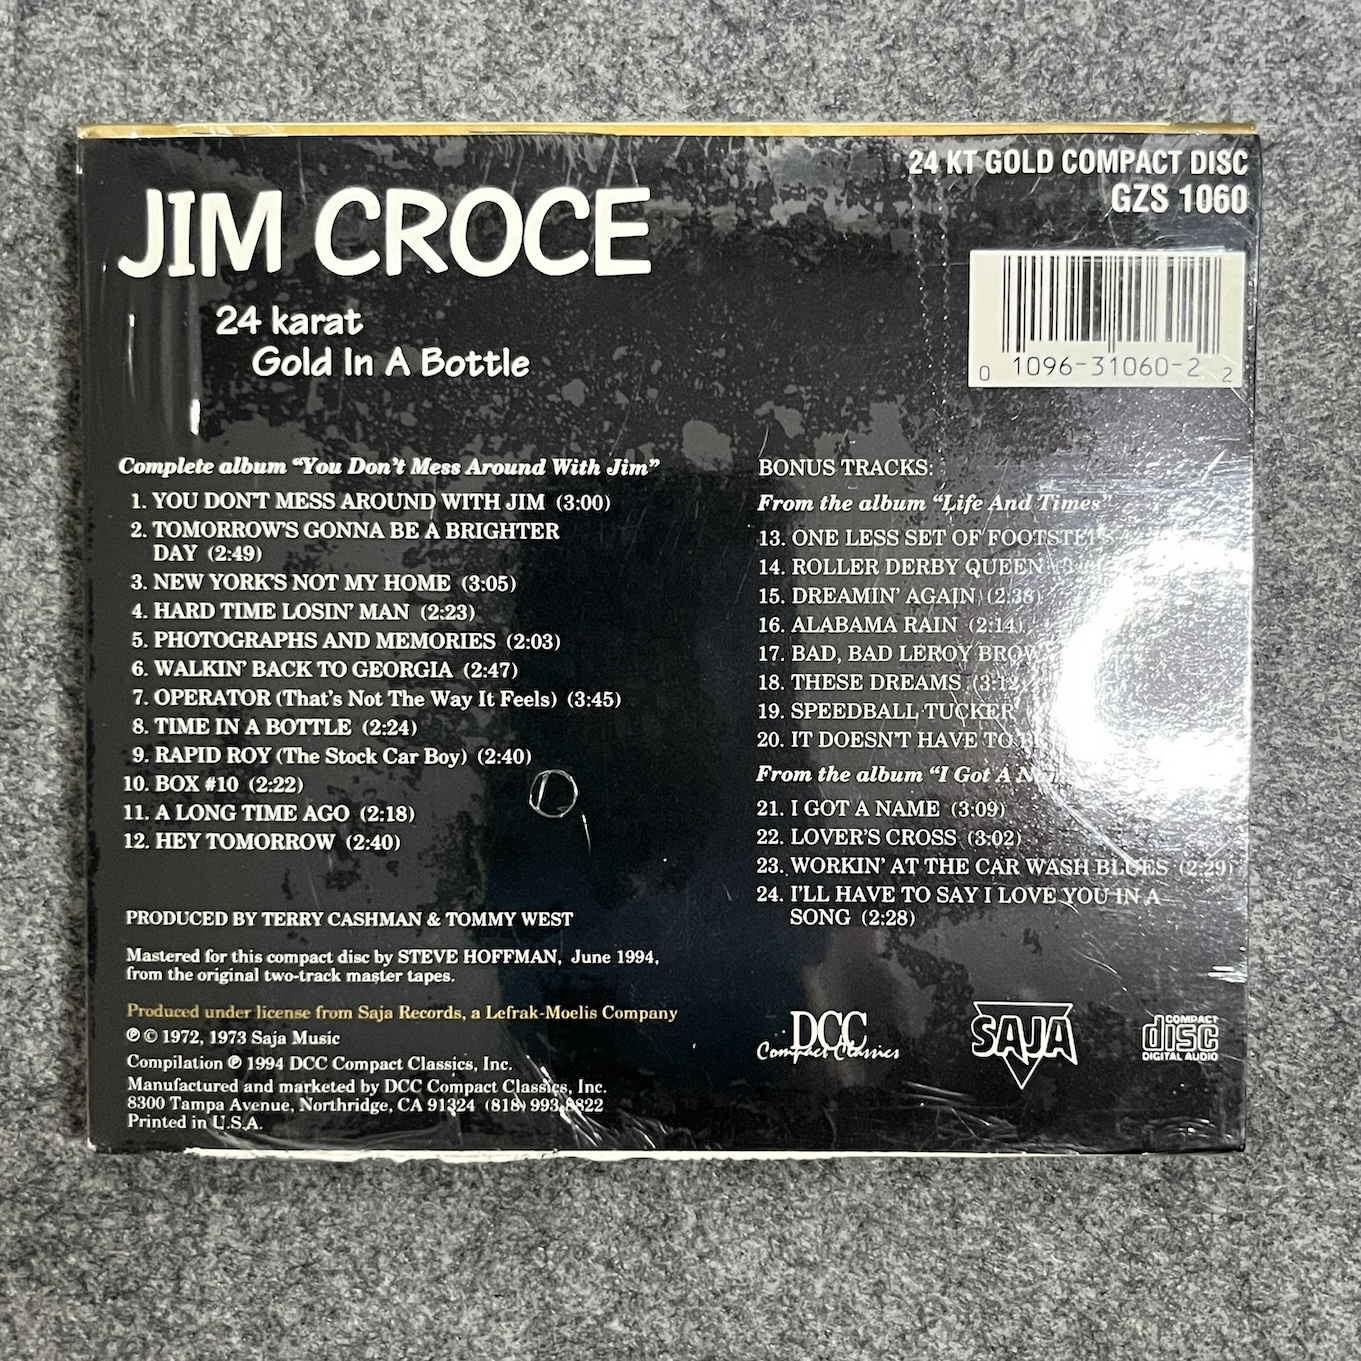 24 KT GOLD COMPACT DISC
GZS 1060
JIM CROCE
24 karat
Gold In A Bottle
0 1096-31060-2 2
Complete album “You Don't Mess Around With Jim”
1. YOU DON'T MESS AROUND WITH JIM (3:00)
2. TOMORROW'S GONNA BE A BRIGHTER
DAY (2:49)
3. NEW YORK'S NOT MY HOME (3:05)
4. HARD TIME LOSIN' MAN (2:23)
5. PHOTOGRAPHS AND MEMORIES (2:03)
6. WALKIN' BACK TO GEORGIA (2:47)
7. OPERATOR (That's Not The Way It Feels) (3:45)
8. TIME IN A BOTTLE (2:24)
9. RAPID ROY (The Stock Car Boy) (2:40)
10. BOX #10 (2:22)
11. A LONG TIME AGO (2:18)
12. HEY TOMORROW (2:40)
PRODUCED BY TERRY CASHMAN & TOMMY WEST
Mastered for this compact disc by STEVE HOFFMAN, June 1994,
from the original two-track master tapes.
Produced under license from Saja Records, a Lefrak-Moelis Company
℗ © 1972, 1973 Saja Music
Compilation ℗ 1994 DCC Compact Classics, Inc.
Manufactured and marketed by DCC Compact Classics, Inc.
8300 Tampa Avenue, Northridge, CA 91324 (818) 993-8822
Printed in U.S.A.
BONUS TRACKS:
From the album “Life And Times”
13. ONE LESS SET OF FOOTSTEPS
14. ROLLER DERBY QUEEN
15. DREAMIN' AGAIN (2:38)
16. ALABAMA RAIN (2:14)
17. BAD, BAD LEROY
18. THESE DREAMS
19. SPEEDBALL TUCKER
20. IT DOESN'T HAVE TO
From the album “I Got A
21. I GOT A NAME (3:09)
22. LOVER'S CROSS (3:02)
23. WORKIN' AT THE CAR WASH BLUES (2:29)
24. I'LL HAVE TO SAY I LOVE YOU IN A
SONG (2:28)
DCC
Compact Classics
SAJA
COMPACT
disc
DIGITAL AUDIO